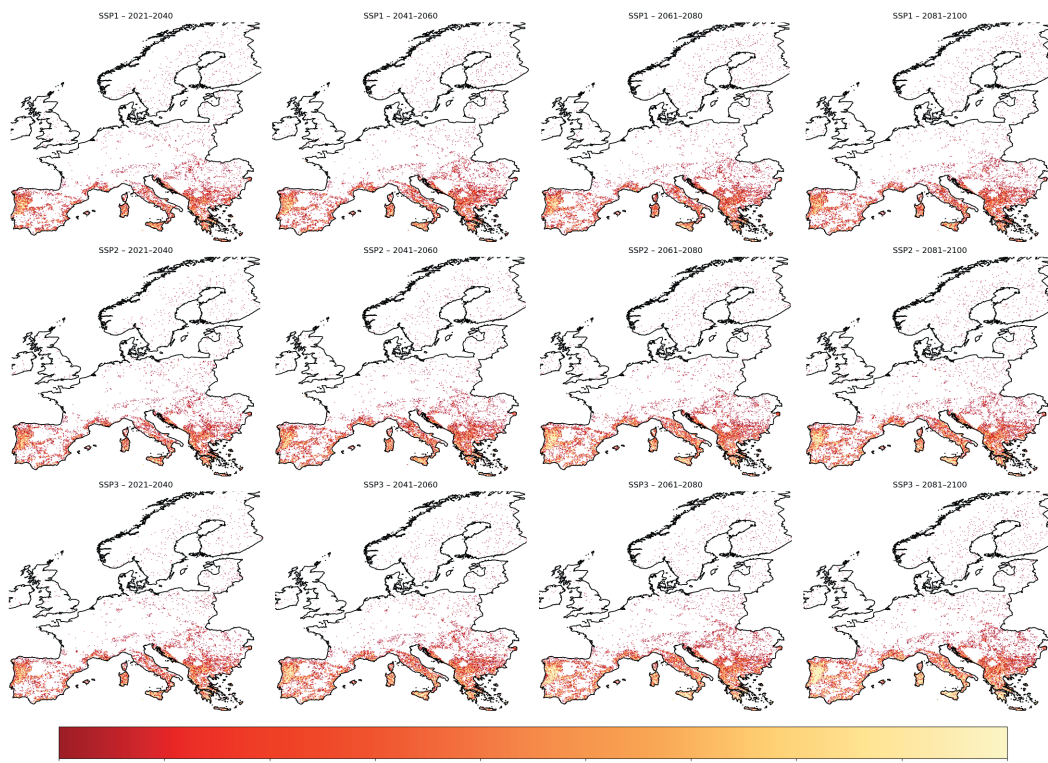 SSP1 – 2021–2040
SSP1 – 2041–2060
SSP1 – 2061–2080
SSP1 – 2081–2100
SSP2 – 2021–2040
SSP2 – 2041–2060
SSP2 – 2061–2080
SSP2 – 2081–2100
SSP3 – 2021–2040
SSP3 – 2041–2060
SSP3 – 2061–2080
SSP3 – 2081–2100